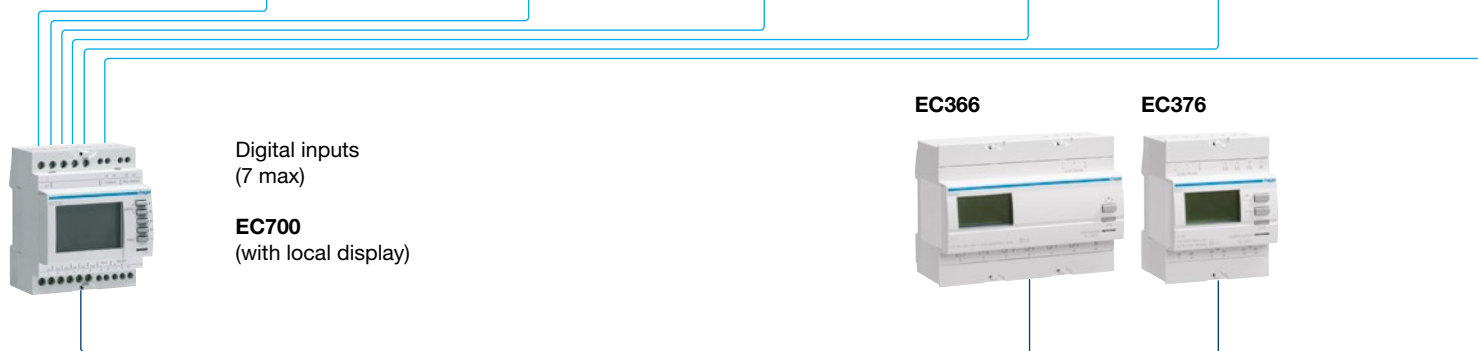 EC366
EC376
Digital inputs
(7 max)
EC700
(with local display)